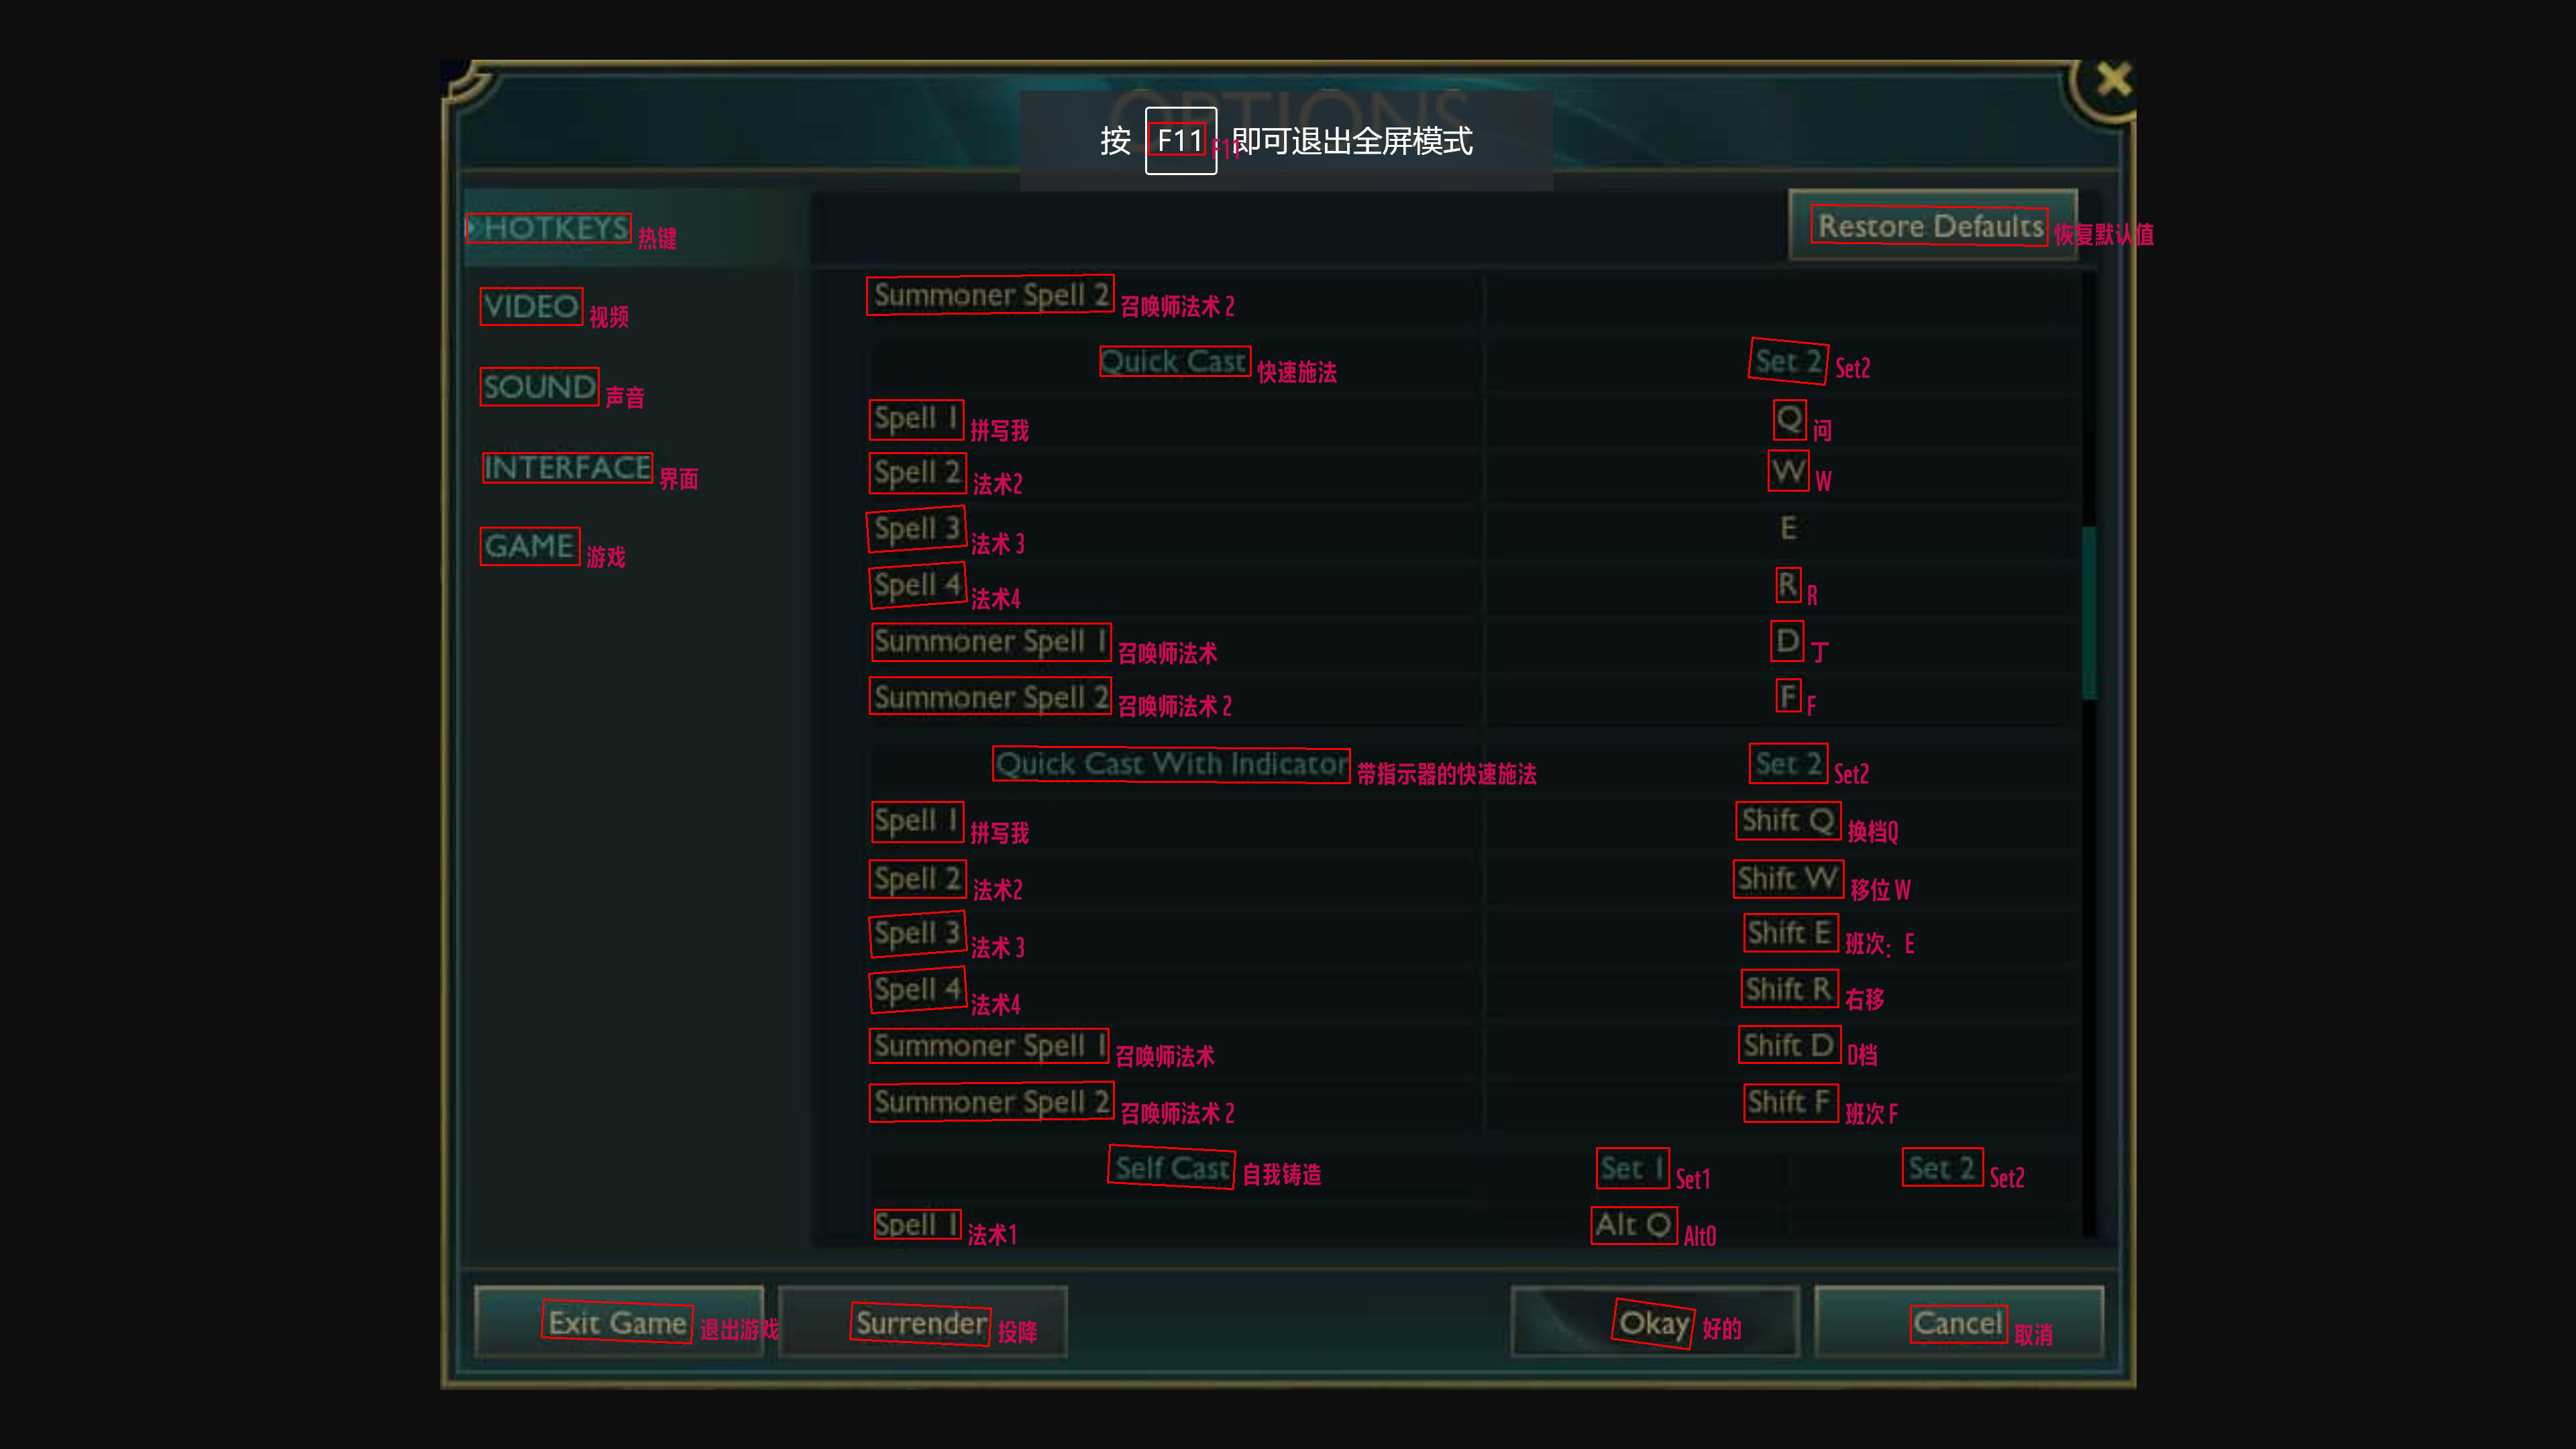 OPTIONS
按 F11 即可退出全屏模式
F11
HOTKEYS 热键
Restore Defaults 恢复默认值
VIDEO 视频
SOUND 声音
INTERFACE 界面
GAME 游戏
Summoner Spell 2 召唤师法术 2
Quick Cast 快速施法 Set 2 Set2
Spell 1 拼写我 Q 问
Spell 2 法术2 W W
Spell 3 法术 3 E
Spell 4 法术4 R R
Summoner Spell 1 召唤师法术 D 丁
Summoner Spell 2 召唤师法术 2 F F
Quick Cast With Indicator 带指示器的快速施法 Set 2 Set2
Spell 1 拼写我 Shift Q 换档Q
Spell 2 法术2 Shift W 移位 W
Spell 3 法术 3 Shift E 班次：E
Spell 4 法术4 Shift R 右移
Summoner Spell 1 召唤师法术 Shift D D档
Summoner Spell 2 召唤师法术 2 Shift F 班次 F
Self Cast 自我铸造 Set 1 Set1 Set 2 Set2
Spell 1 法术1 Alt Q AltO
Exit Game 退出游戏 Surrender 投降 Okay 好的 Cancel 取消